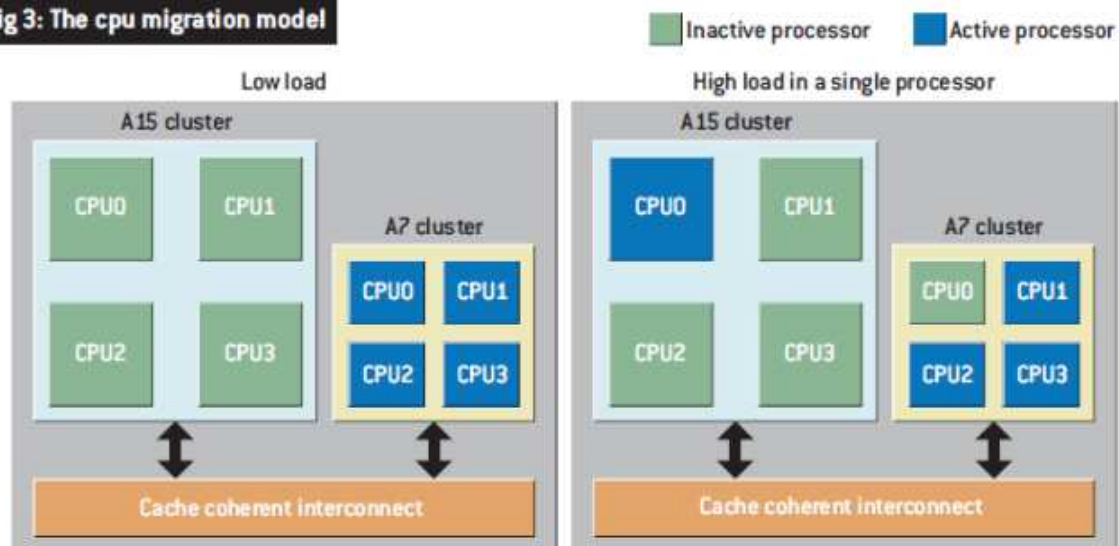 ig 3: The cpu migration model
Inactive processor
Active processor
Low load
A15 cluster
CPU0
CPU1
CPU2
CPU3
A7 cluster
CPU0
CPU1
CPU2
CPU3
Cache coherent interconnect
High load in a single processor
A15 cluster
CPU0
CPU1
CPU2
CPU3
A7 cluster
CPU0
CPU1
CPU2
CPU3
Cache coherent interconnect